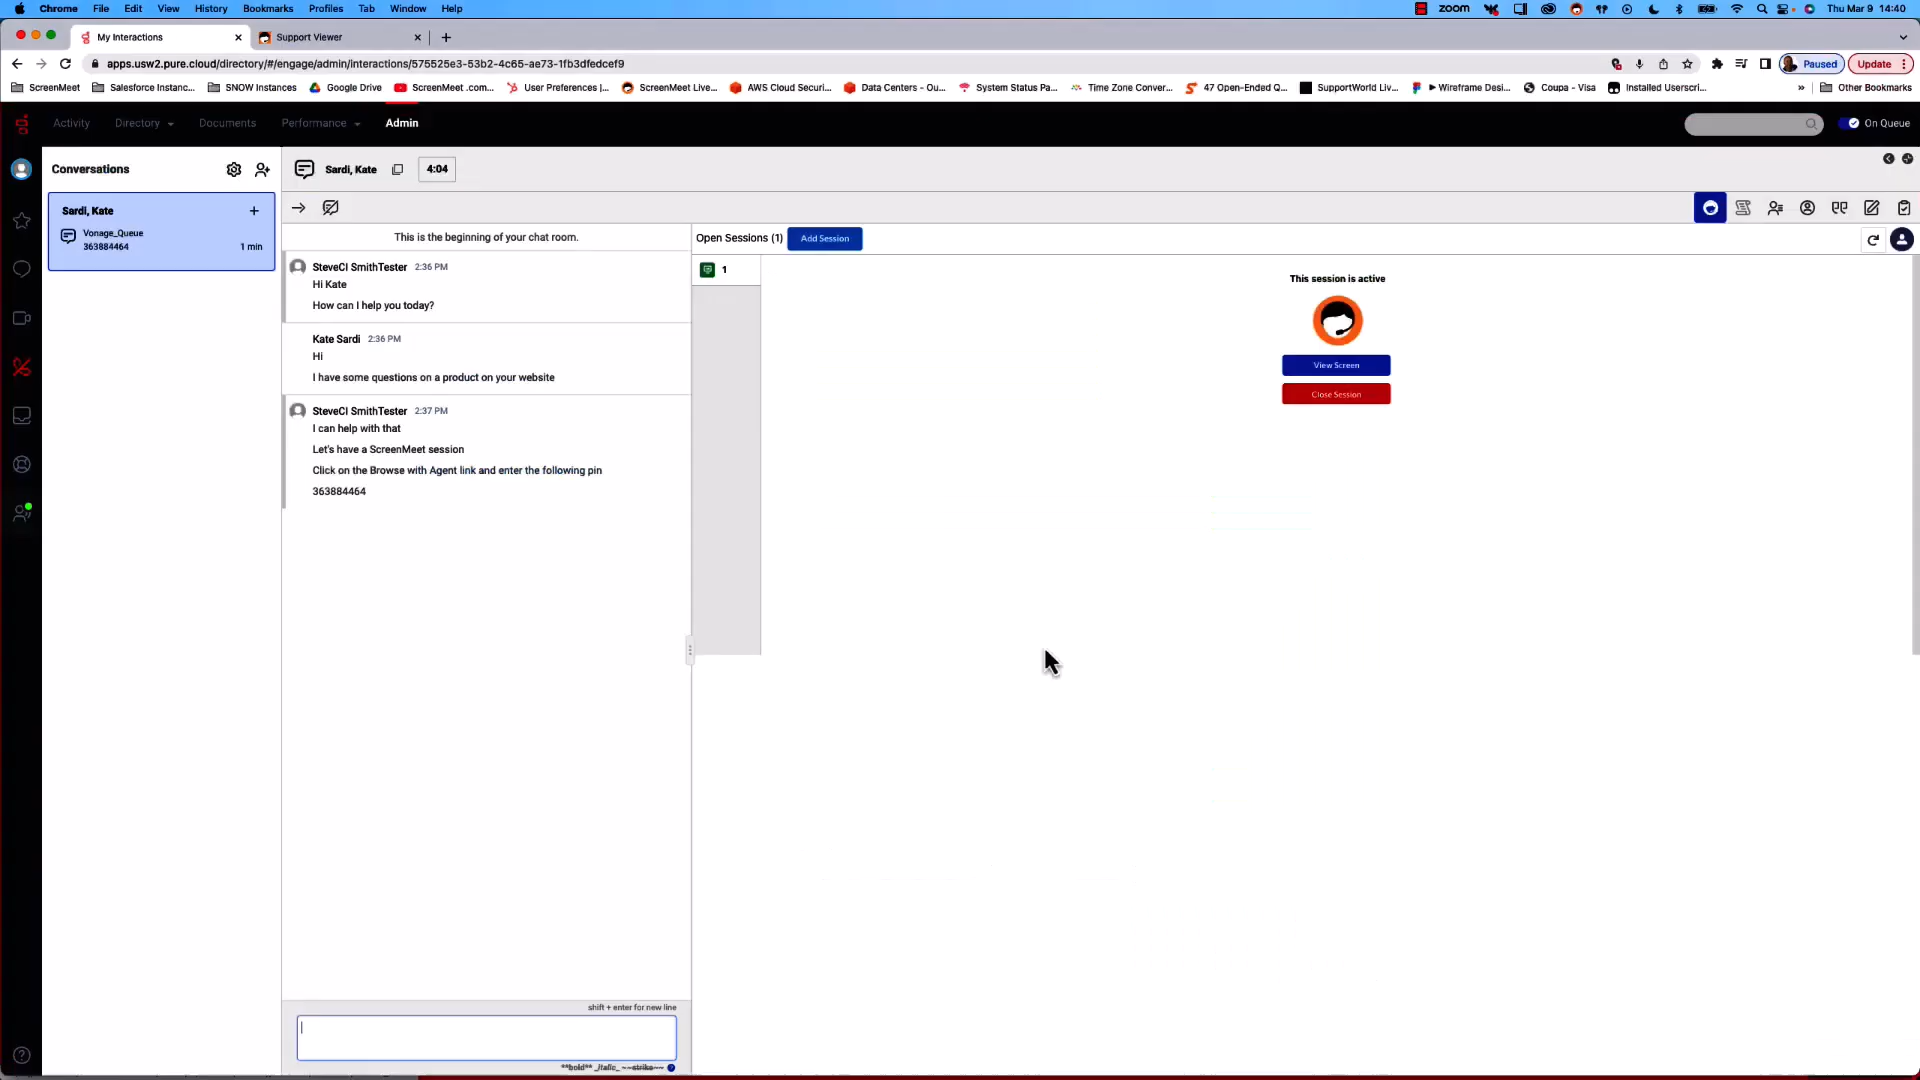 Chrome File Edit View History Bookmarks Profiles Tab Window Help zoom Thu Mar 9 14:40
My Interactions Support Viewer
apps.usw2.pure.cloud/directory/#/engage/admin/interactions/575525e3-53b2-4c65-ae73-1fb3dfedcef9 Paused Update
ScreenMeet Salesforce Instanc... SNOW Instances Google Drive ScreenMeet .com... User Preferences |... ScreenMeet Live... AWS Cloud Securi... Data Centers - Ou... System Status Pa... Time Zone Conver... 47 Open-Ended Q... SupportWorld Liv... ► Wireframe Desi... Coupa - Visa Installed Userscri... » Other Bookmarks
Activity Directory Documents Performance Admin On Queue
Conversations
Sardi, Kate 4:04
Sardi, Kate
Vonage_Queue
363884464 1 min
This is the beginning of your chat room.
Open Sessions (1) Add Session
SteveCI SmithTester 2:36 PM
Hi Kate
How can I help you today?
Kate Sardi 2:36 PM
Hi
I have some questions on a product on your website
SteveCI SmithTester 2:37 PM
I can help with that
Let's have a ScreenMeet session
Click on the Browse with Agent link and enter the following pin
363884464
1
This session is active
View Screen
Close Session
shift + enter for new line
**bold** _italic_ ~~strike~~